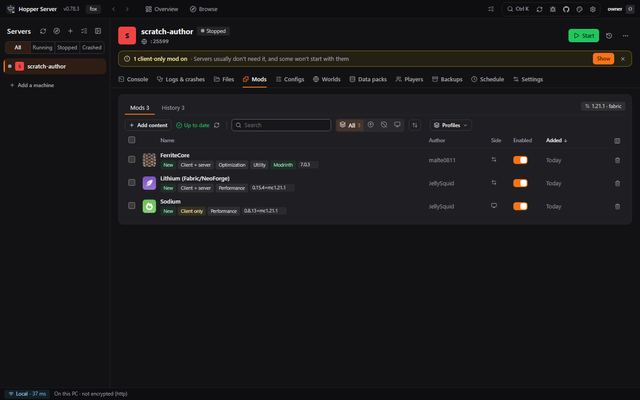 Hopper Server v0.78.3 fox Overview Browse Ctrl K owner O
Servers
All Running Stopped Crashed
S scratch-author
+ Add a machine
S scratch-author Stopped
:25599
Start
1 client-only mod on · Servers usually don't need it, and some won't start with them Show
Console Logs & crashes Files Mods Configs Worlds Data packs Players Backups Schedule Settings
Mods 3 History 3 1.21.1 · fabric
+ Add content Up to date Search All 3 Profiles
Name Author Side Enabled Added ↓
FerriteCore
New Client + server Optimization Utility Modrinth 7.0.3 malte0811 Today
Lithium (Fabric/NeoForge)
New Client + server Performance 0.15.4+mc1.21.1 JellySquid Today
Sodium
New Client only Performance 0.8.13+mc1.21.1 JellySquid Today
Local · 37 ms On this PC · not encrypted (http)